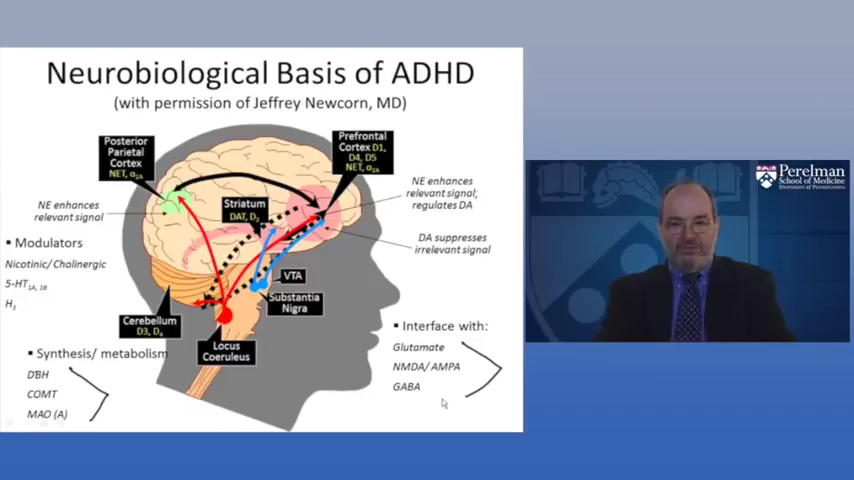 Neurobiological Basis of ADHD
(with permission of Jeffrey Newcorn, MD)
Posterior
Parietal
Cortex
NET, α2A
Prefrontal
Cortex D1,
D4, D5
NET, α2A
NE enhances
relevant signal
Striatum
DAT, D2
NE enhances
relevant signal;
regulates DA
DA suppresses
irrelevant signal
▪ Modulators
Nicotinic/ Cholinergic
5-HT1A, 1B
H3
VTA
Substantia
Nigra
Cerebellum
D3, D4
Locus
Coeruleus
▪ Synthesis/ metabolism
DBH
COMT
MAO (A)
▪ Interface with:
Glutamate
NMDA/ AMPA
GABA
Penn
Perelman
School of Medicine
UNIVERSITY of PENNSYLVANIA